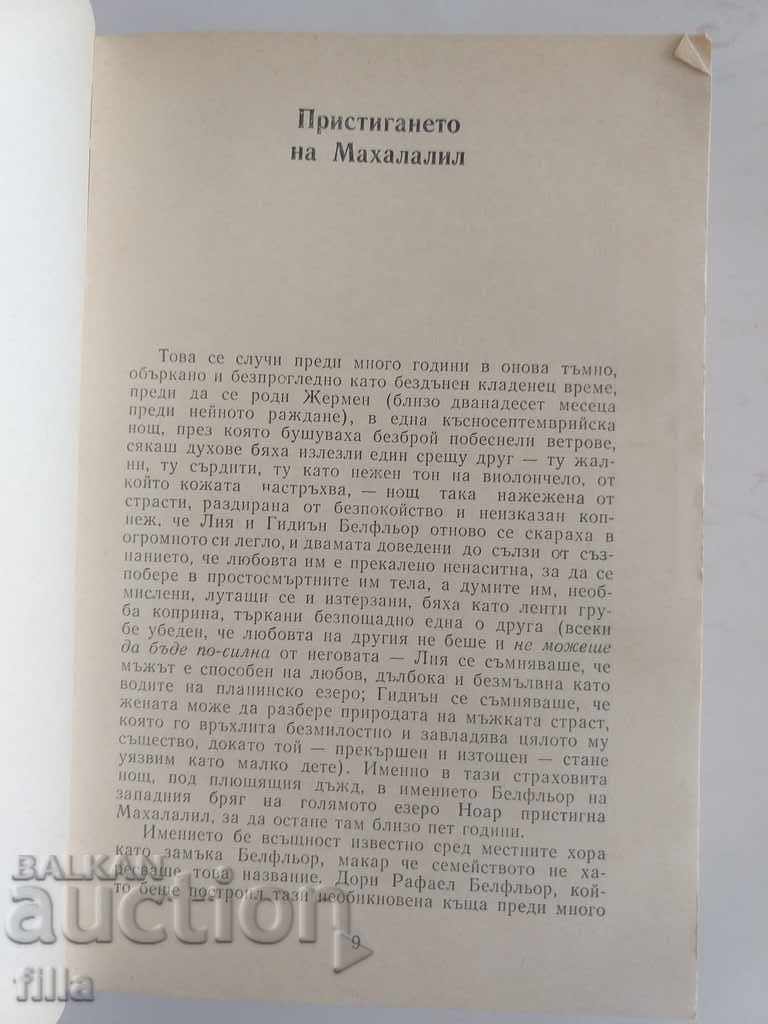 Пристигането
на Махалалил
Това се случи преди много години в онова тъмно,
объркано и безпрогледно като бездънен кладенец време,
преди да се роди Жермен (близо дванадесет месеца
преди нейното раждане), в една късносептемврийска
нощ, през която бушуваха безброй побеснели ветрове,
сякаш духове бяха излезли един срещу друг — ту жал-
ни, ту сърдити, ту като нежен тон на виолончело, от
който кожата настръхва, — нощ така нажежена от
страсти, раздирана от безпокойство и неизказан коп-
неж, че Лия и Гидиън Белфльор отново се скараха в
огромното си легло, и двамата доведени до сълзи от съз-
нанието, че любовта им е прекалено ненаситна, за да се
побере в простосмъртните им тела, а думите им, необ-
мислени, лутащи се и изтерзани, бяха като ленти гру-
ба коприна, търкани безпощадно една о друга (всеки
бе убеден, че любовта на другия не беше и не можеше
да бъде по-силна от неговата — Лия се съмняваше, че
мъжът е способен на любов, дълбока и безмълвна като
водите на планинско езеро; Гидиън се съмняваше, че
жената може да разбере природата на мъжката страст,
която го връхлита безмилостно и завладява цялото му
същество, докато той — прекършен и изтощен — стане
уязвим като малко дете). Именно в тази страховита
нощ, под плющящия дъжд, в имението Белфльор на
западния бряг на голямото езеро Ноар пристигна
Махалалил, за да остане там близо пет години.
Имението бе всъщност известно сред местните хора
като замъка Белфльор, макар че семейството не ха-
ресваше това название. Дори Рафаел Белфльор, кой-
то беше построил тази необикновена къща преди много
9
BALKAN
auction
filla